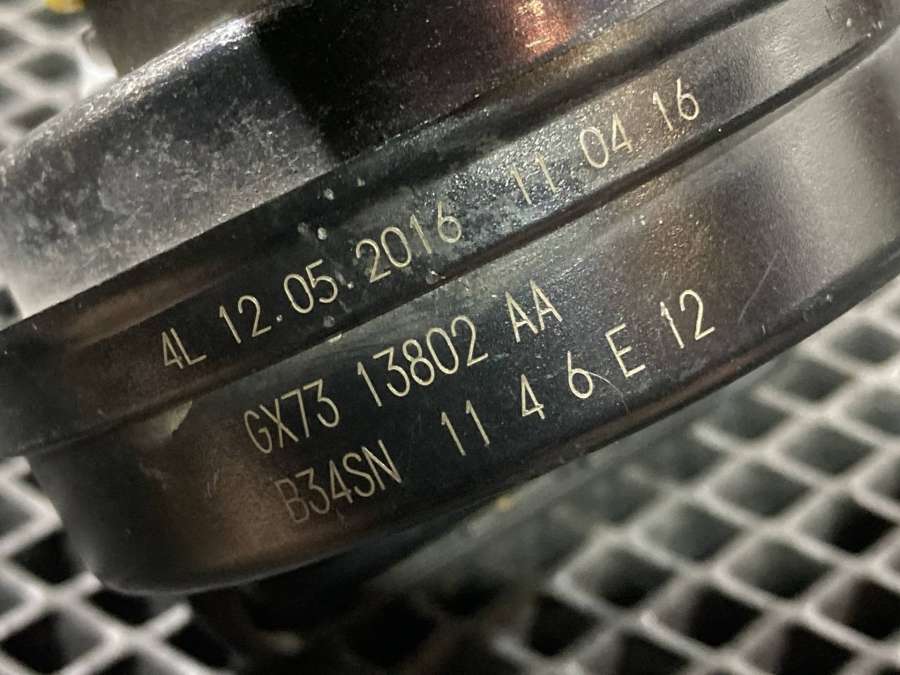 4L 12.05.2016 11 04 16
GX73 13802 AA
B34SN 11 4 6 E 12